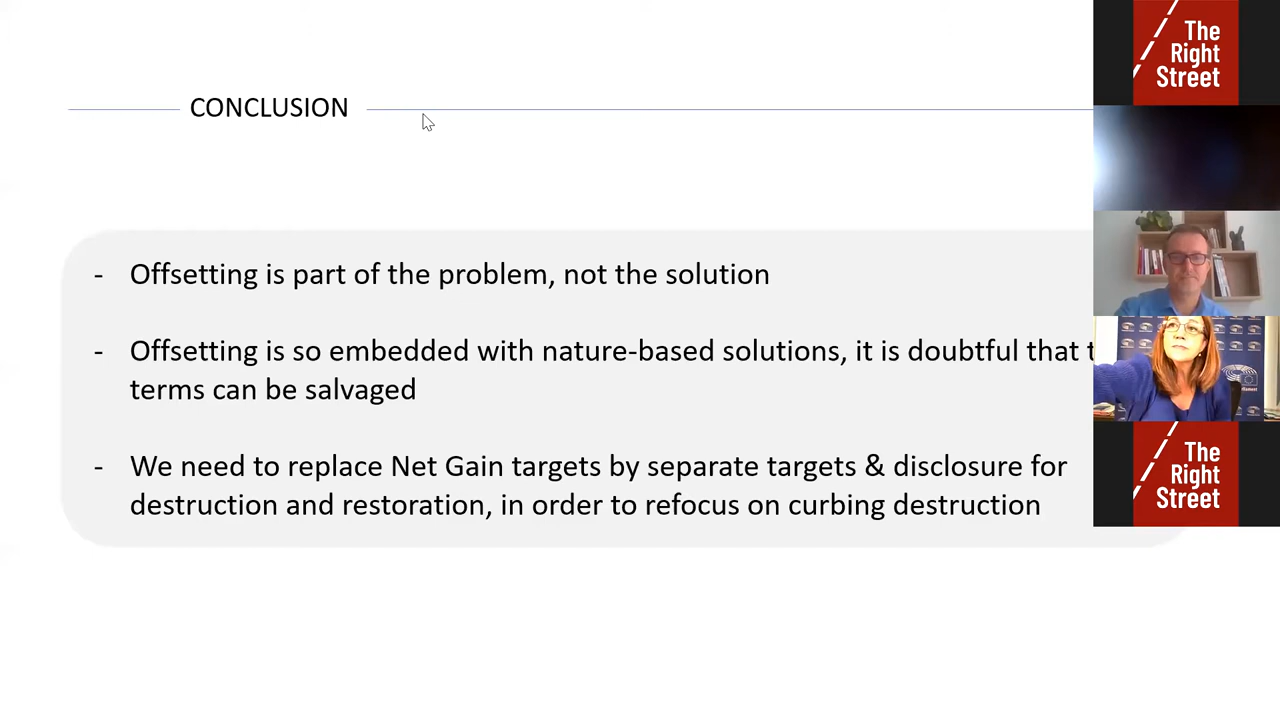 CONCLUSION
- Offsetting is part of the problem, not the solution
- Offsetting is so embedded with nature-based solutions, it is doubtful that
terms can be salvaged
- We need to replace Net Gain targets by separate targets & disclosure for
destruction and restoration, in order to refocus on curbing destruction
The
Right
Street
The
Right
Street